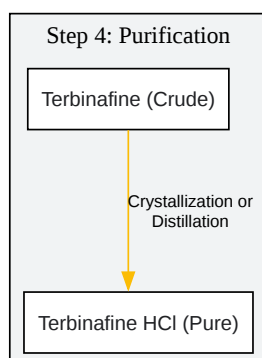 Step 4: Purification
Terbinafine (Crude)
Crystallization or
Distillation
Terbinafine HCl (Pure)